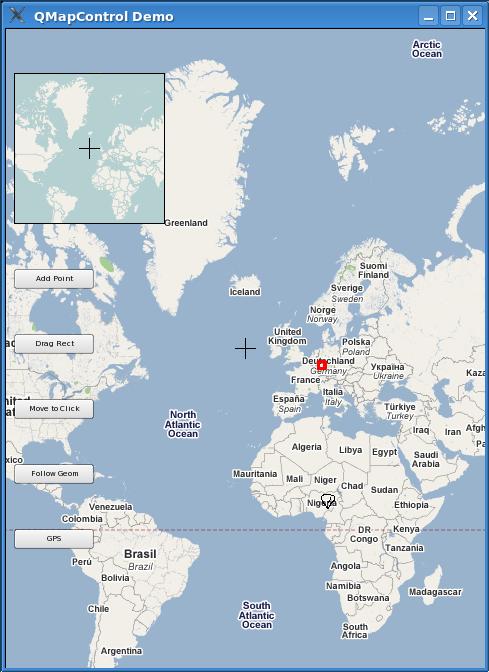 QMapControl Demo
Arctic
Ocean
Greenland
Add Point
Suomi
Finland
Iceland
Sverige
Sweden
Norge
Norway
Drag Rect
United
Kingdom
Polska
Poland
Deutschland
Germany
Україна
Ukraine
Kaza
France
Move to Click
España
Spain
Italia
Italy
Türkiye
Turkey
North
Atlantic
Ocean
Iraq
Iran
Afgh
Algeria
Libya
Egypt
Saudi
Arabia
xico
Follow Geom
Mauritania
Mali
Niger
Chad
Sudan
Nigeria
Ethiopia
Venezuela
Colombia
GPS
DR
Congo
Kenya
Tanzania
Brasil
Brazil
Perú
Bolivia
Angola
Namibia
Botswana
Madagascar
Chile
South
Atlantic
Ocean
South
Africa
Argentina